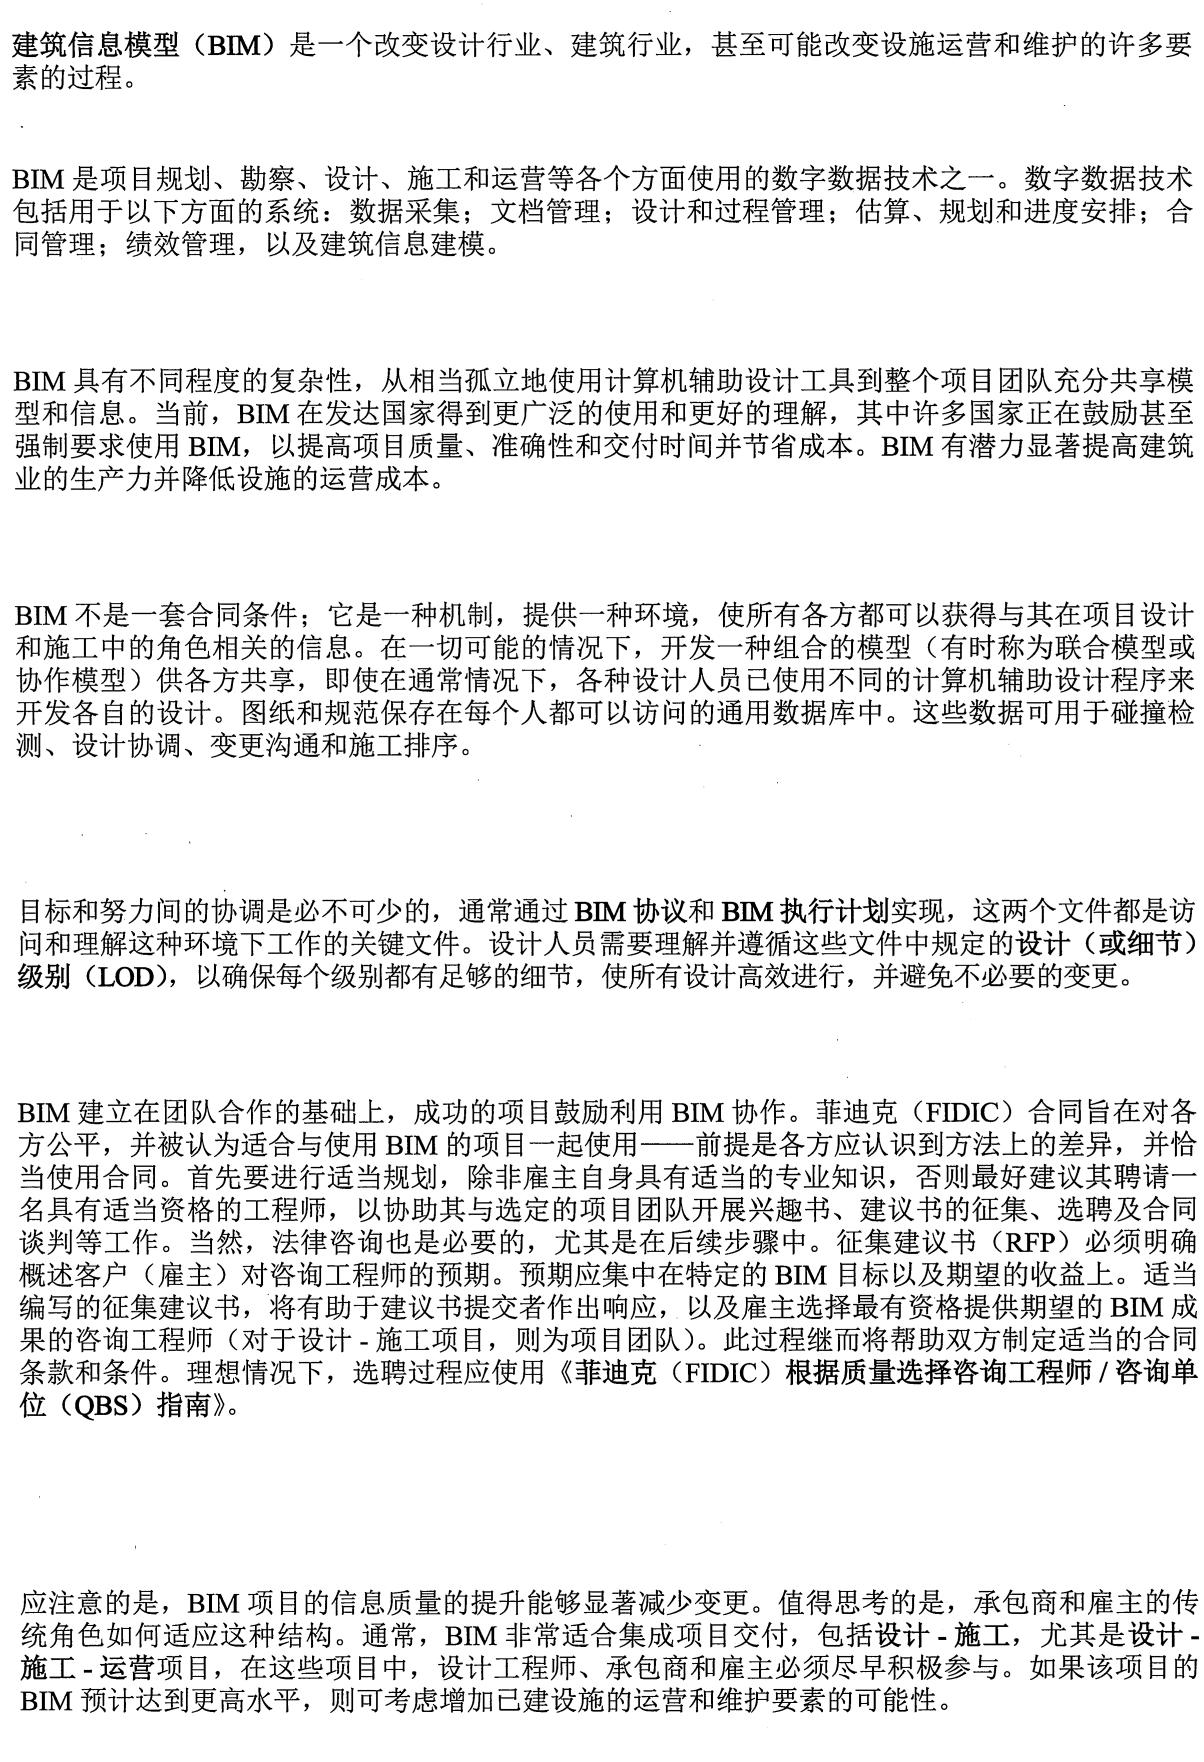 建筑信息模型（BIM）是一个改变设计行业、建筑行业，甚至可能改变设施运营和维护的许多要
素的过程。
BIM 是项目规划、勘察、设计、施工和运营等各个方面使用的数字数据技术之一。数字数据技术
包括用于以下方面的系统：数据采集；文档管理；设计和过程管理；估算、规划和进度安排；合
同管理；绩效管理，以及建筑信息建模。
BIM 具有不同程度的复杂性，从相当孤立地使用计算机辅助设计工具到整个项目团队充分共享模
型和信息。当前，BIM 在发达国家得到更广泛的使用和更好的理解，其中许多国家正在鼓励甚至
强制要求使用 BIM，以提高项目质量、准确性和交付时间并节省成本。BIM 有潜力显著提高建筑
业的生产力并降低设施的运营成本。
BIM 不是一套合同条件；它是一种机制，提供一种环境，使所有各方都可以获得与其在项目设计
和施工中的角色相关的信息。在一切可能的情况下，开发一种组合的模型（有时称为联合模型或
协作模型）供各方共享，即使在通常情况下，各种设计人员已使用不同的计算机辅助设计程序来
开发各自的设计。图纸和规范保存在每个人都可以访问的通用数据库中。这些数据可用于碰撞检
测、设计协调、变更沟通和施工排序。
目标和努力间的协调是必不可少的，通常通过 BIM 协议和 BIM 执行计划实现，这两个文件都是访
问和理解这种环境下工作的关键文件。设计人员需要理解并遵循这些文件中规定的设计（或细节）
级别（LOD），以确保每个级别都有足够的细节，使所有设计高效进行，并避免不必要的变更。
BIM 建立在团队合作的基础上，成功的项目鼓励利用 BIM 协作。菲迪克（FIDIC）合同旨在对各
方公平，并被认为适合与使用 BIM 的项目一起使用——前提是各方应认识到方法上的差异，并恰
当使用合同。首先要进行适当规划，除非雇主自身具有适当的专业知识，否则最好建议其聘请一
名具有适当资格的工程师，以协助其与选定的项目团队开展兴趣书、建议书的征集、选聘及合同
谈判等工作。当然，法律咨询也是必要的，尤其是在后续步骤中。征集建议书（RFP）必须明确
概述客户（雇主）对咨询工程师的预期。预期应集中在特定的 BIM 目标以及期望的收益上。适当
编写的征集建议书，将有助于建议书提交者作出响应，以及雇主选择最有资格提供期望的 BIM 成
果的咨询工程师（对于设计 - 施工项目，则为项目团队）。此过程继而将帮助双方制定适当的合同
条款和条件。理想情况下，选聘过程应使用《菲迪克（FIDIC）根据质量选择咨询工程师 / 咨询单
位（QBS）指南》。
应注意的是，BIM 项目的信息质量的提升能够显著减少变更。值得思考的是，承包商和雇主的传
统角色如何适应这种结构。通常，BIM 非常适合集成项目交付，包括设计 - 施工，尤其是设计 -
施工 - 运营项目，在这些项目中，设计工程师、承包商和雇主必须尽早积极参与。如果该项目的
BIM 预计达到更高水平，则可考虑增加已建设施的运营和维护要素的可能性。